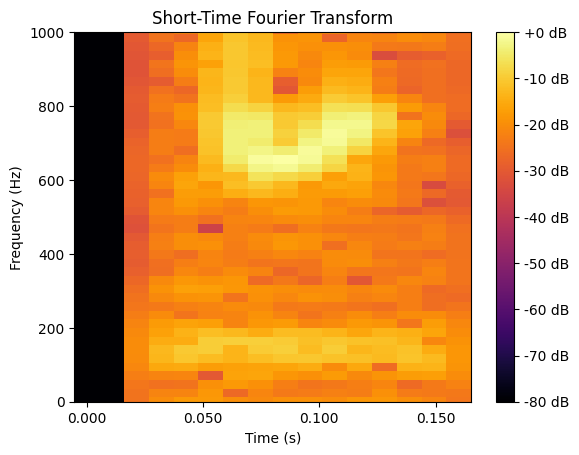 Short-Time Fourier Transform
1000
800
600
400
200
0
Frequency (Hz)
0.000
0.050
0.100
0.150
Time (s)
+0 dB
-10 dB
-20 dB
-30 dB
-40 dB
-50 dB
-60 dB
-70 dB
-80 dB